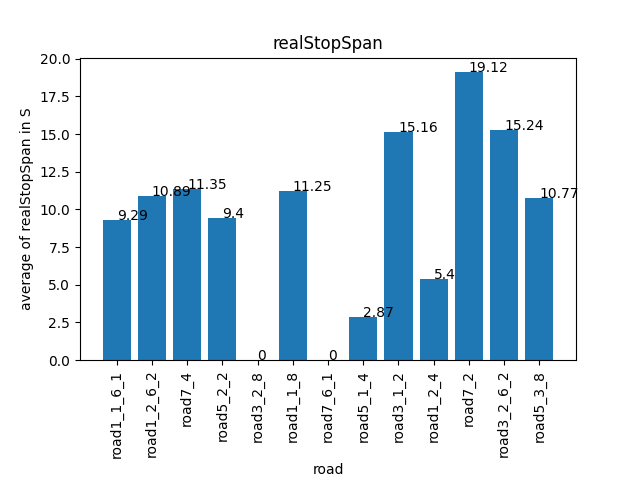 realStopSpan
average of realStopSpan in S
20.0
17.5
15.0
12.5
10.0
7.5
5.0
2.5
0.0
9.29
10.89
11.35
9.4
0
11.25
0
2.87
15.16
5.4
19.12
15.24
10.77
road1_1_6_1
road1_2_6_2
road7_4
road5_2_2
road3_2_8
road1_1_8
road7_6_1
road5_1_4
road3_1_2
road1_2_4
road7_2
road3_2_6_2
road5_3_8
road